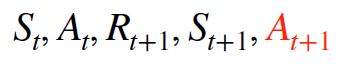 S_t, A_t, R_{t+1}, S_{t+1}, A_{t+1}